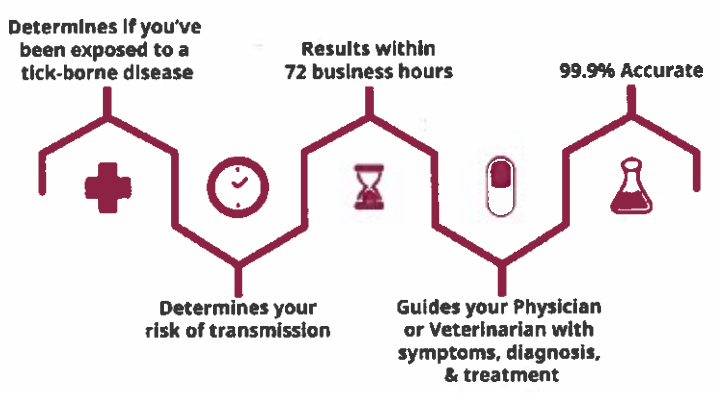 Determines if you've
been exposed to a
tick-borne disease
Results within
72 business hours
99.9% Accurate
Determines your
risk of transmission
Guides your Physician
or Veterinarian with
symptoms, diagnosis,
& treatment